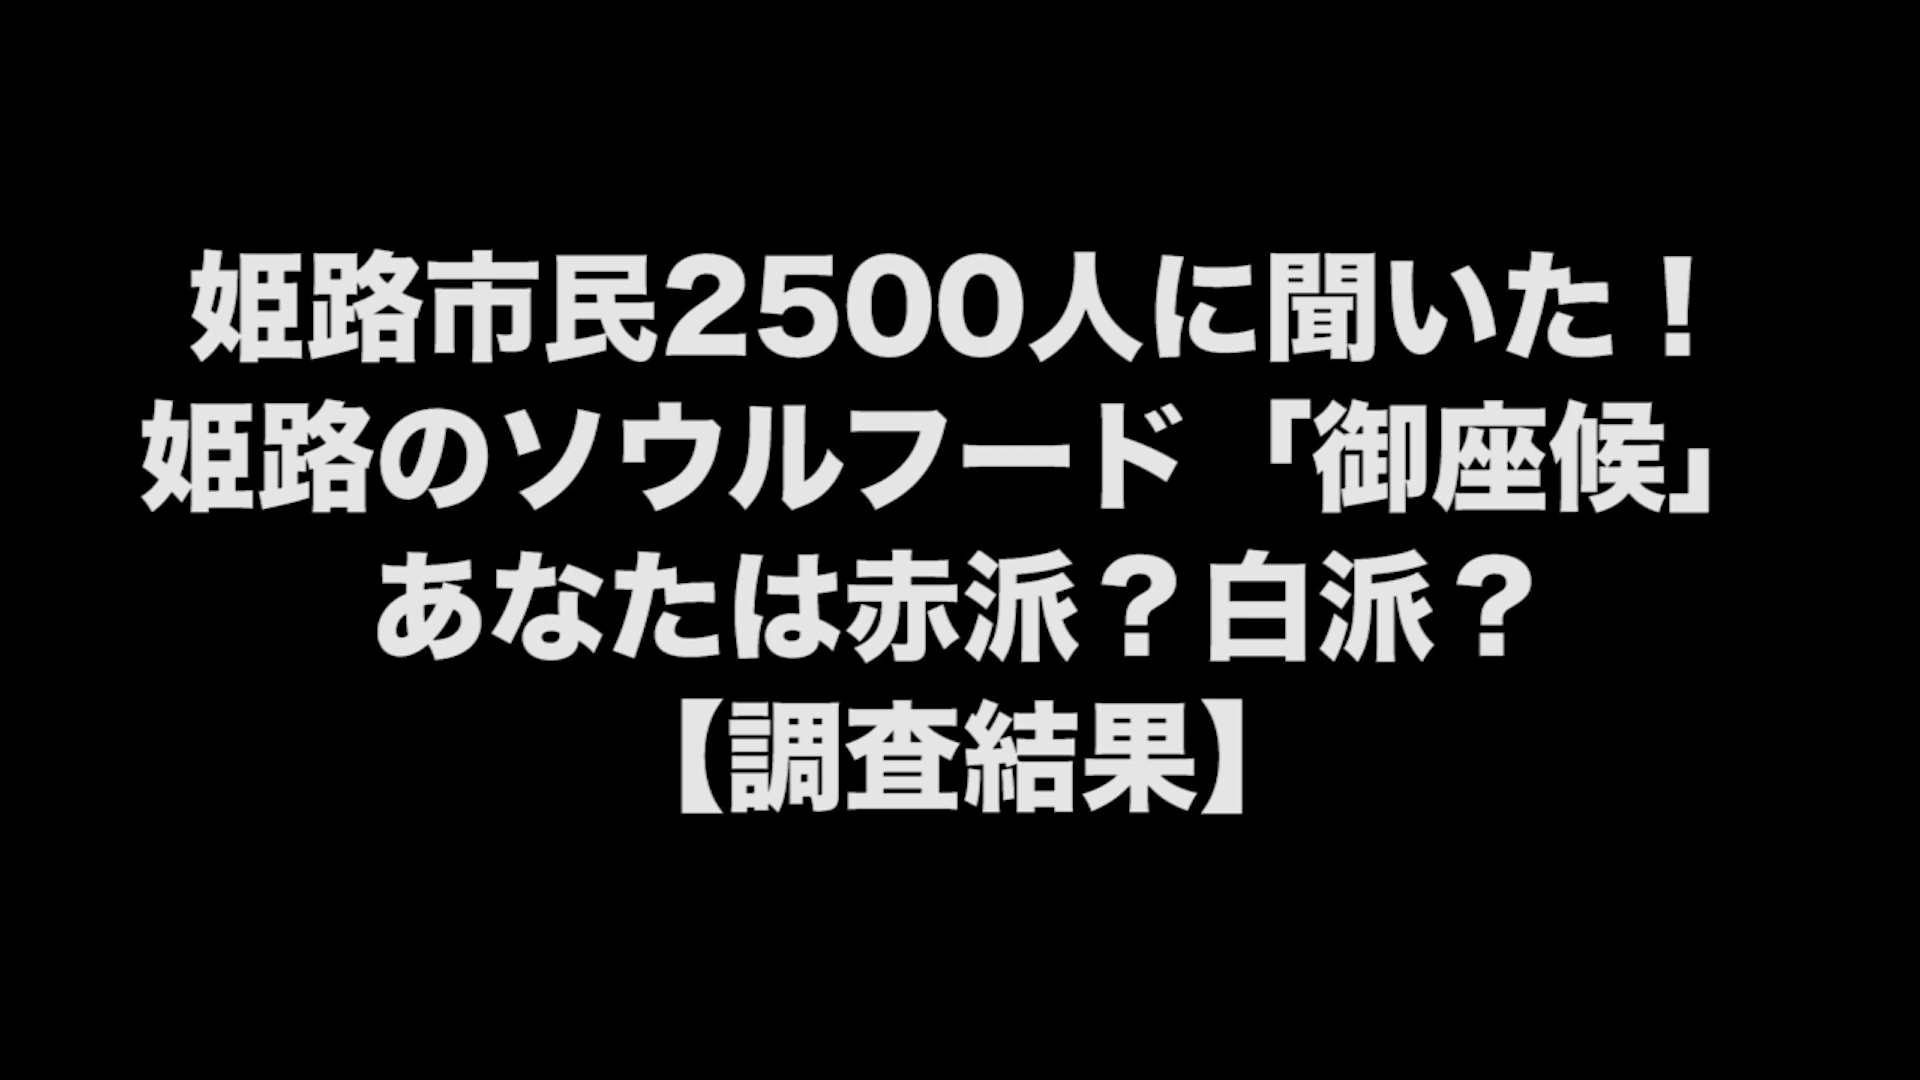 姫路市民2500人に聞いた！
姫路のソウルフード「御座候」
あなたは赤派？白派？
【調査結果】